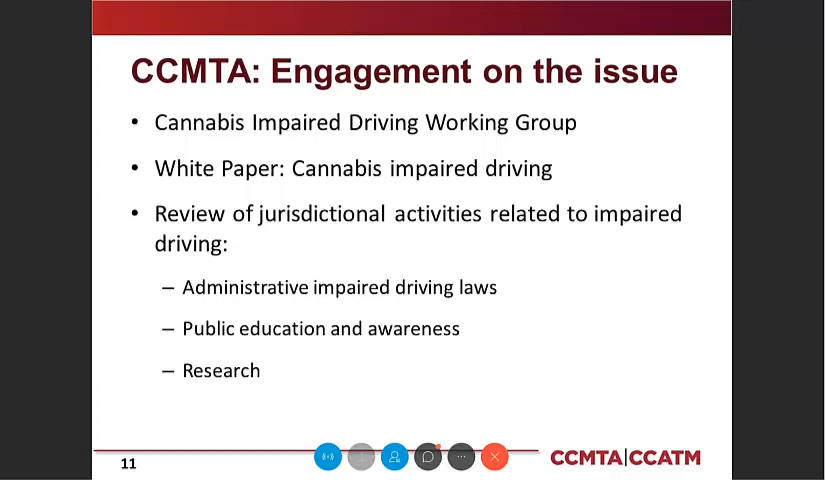 CCMTA: Engagement on the issue
• Cannabis Impaired Driving Working Group
• White Paper: Cannabis impaired driving
• Review of jurisdictional activities related to impaired
driving:
– Administrative impaired driving laws
– Public education and awareness
– Research
11
CCMTA|CCATM